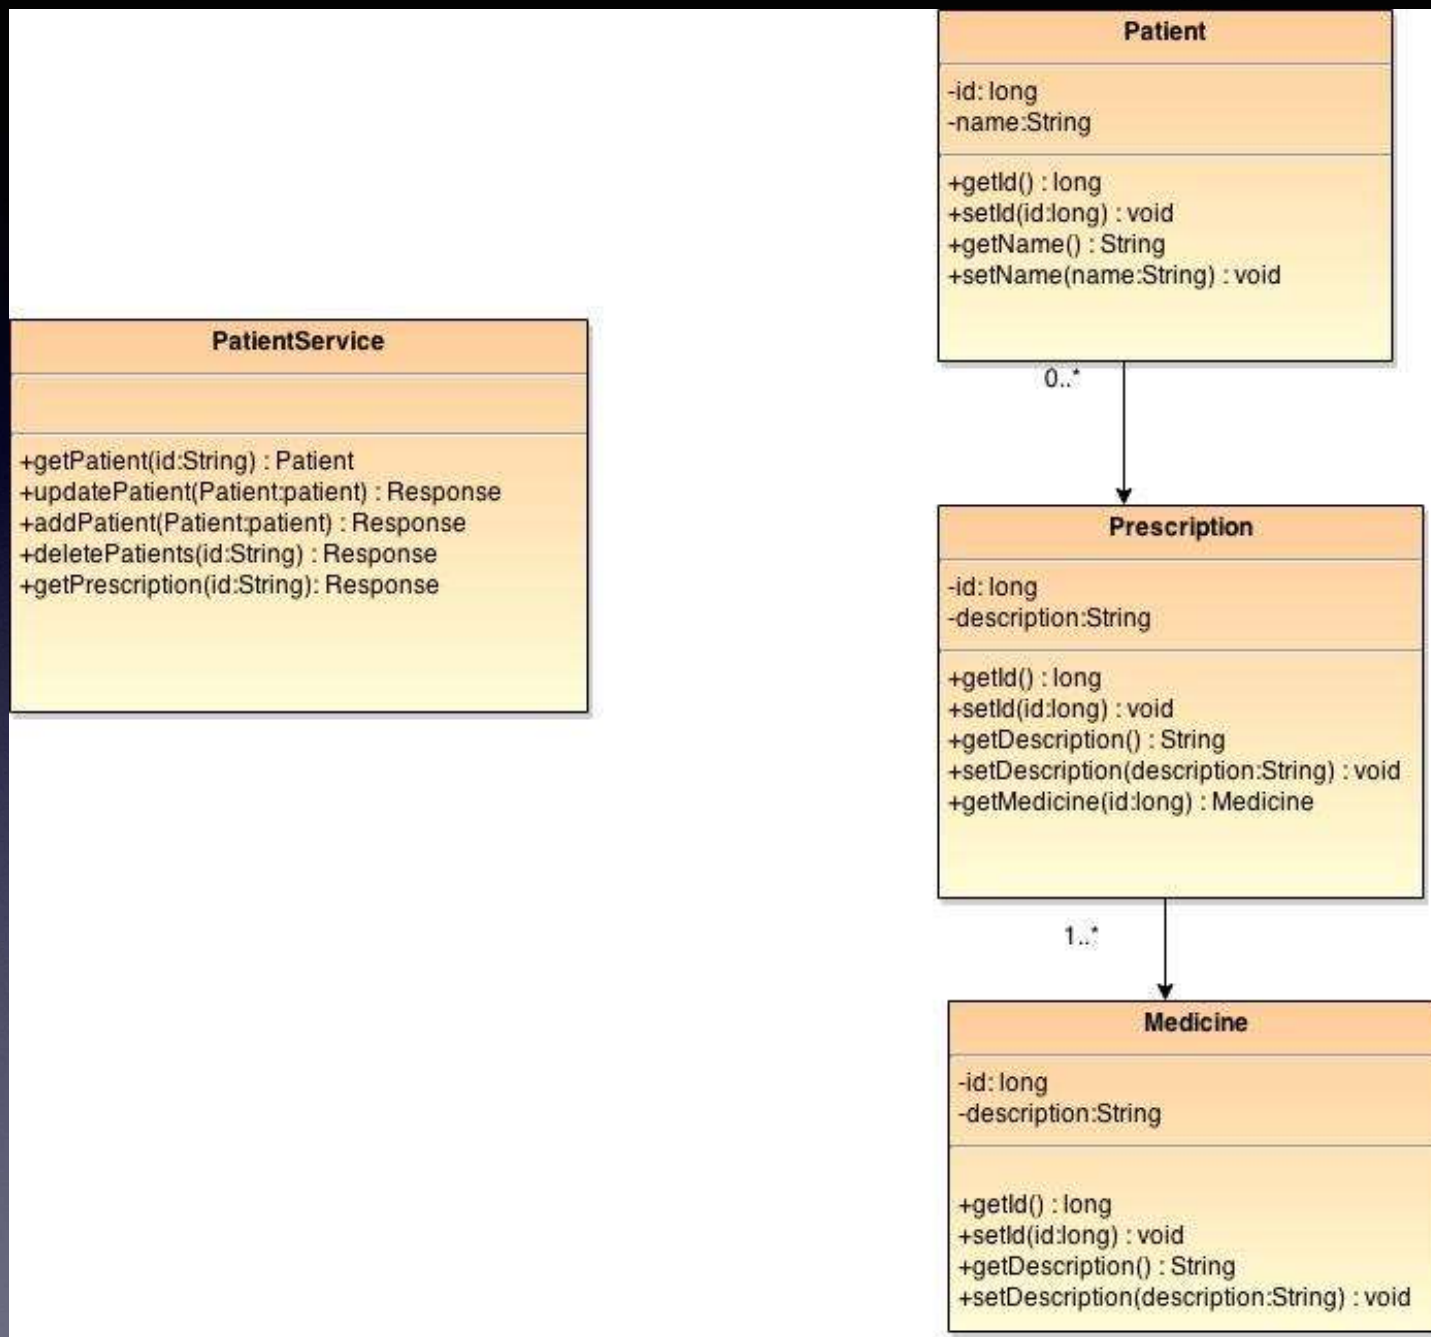 Patient
-id: long
-name:String
+getId() : long
+setId(id:long) : void
+getName() : String
+setName(name:String) : void
0..*
PatientService
+getPatient(id:String) : Patient
+updatePatient(Patient:patient) : Response
+addPatient(Patient:patient) : Response
+deletePatients(id:String) : Response
+getPrescription(id:String): Response
Prescription
-id: long
-description:String
+getId() : long
+setId(id:long) : void
+getDescription() : String
+setDescription(description:String) : void
+getMedicine(id:long) : Medicine
1..*
Medicine
-id: long
-description:String
+getId() : long
+setId(id:long) : void
+getDescription() : String
+setDescription(description:String) : void